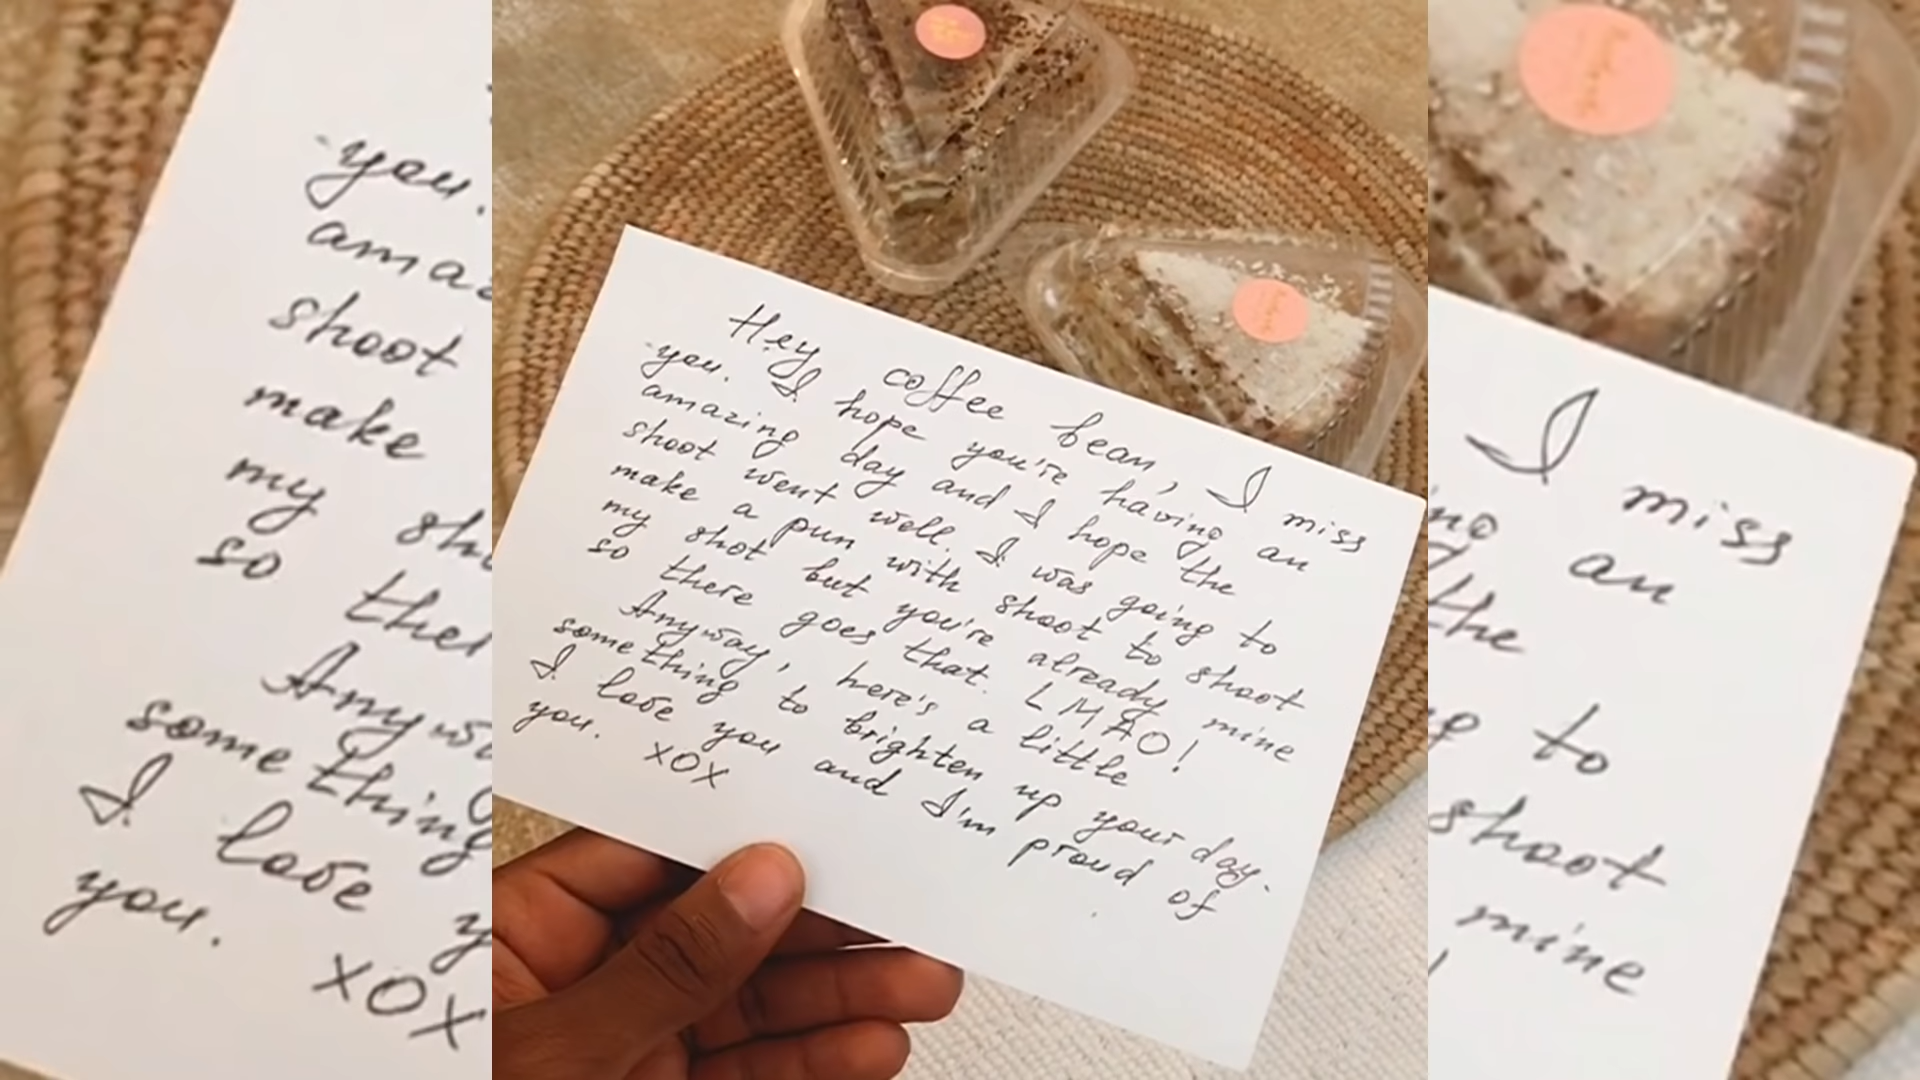 Hey coffee bean, I miss
you. I hope you're having an
amazing day and I hope the
shoot went well. I was going to
make a pun with shoot to shoot
my shot but you're already mine
so there goes that. LMAO!
Anyway, here's a little
something to brighten up your day.
I love you and I'm proud of
you. XOX